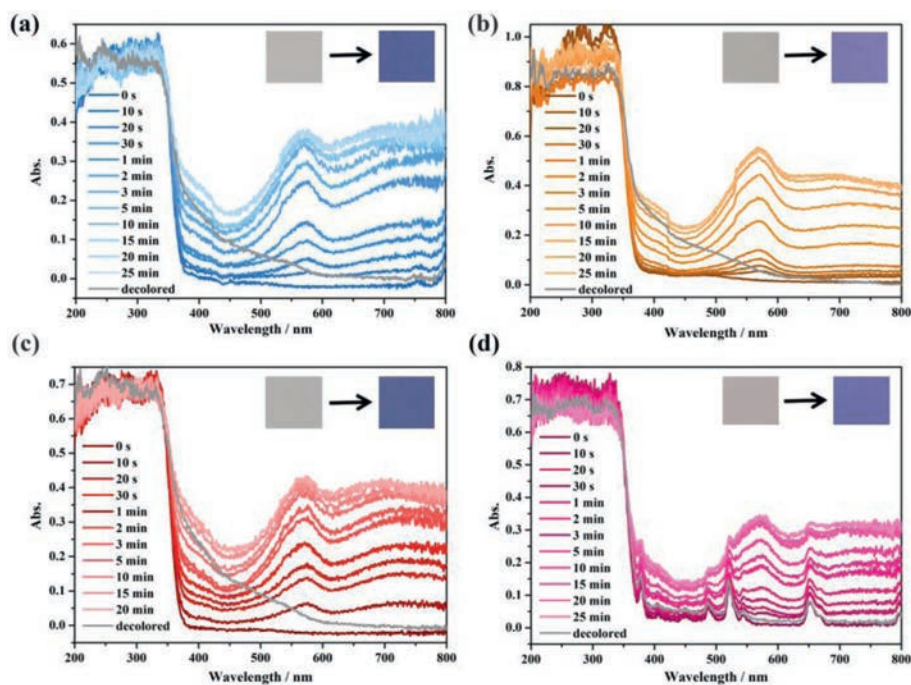 (a)
0.6
0.5
0.4
0.3
0.2
0.1
0.0
Abs.
0 s
10 s
20 s
30 s
1 min
2 min
3 min
5 min
10 min
15 min
20 min
25 min
decolored
200 300 400 500 600 700 800
Wavelength / nm
(b)
1.0
0.8
0.6
0.4
0.2
0.0
Abs.
0 s
10 s
20 s
30 s
1 min
2 min
3 min
5 min
10 min
15 min
20 min
25 min
decolored
200 300 400 500 600 700 800
Wavelength / nm
(c)
0.7
0.6
0.5
0.4
0.3
0.2
0.1
0.0
Abs.
0 s
10 s
20 s
30 s
1 min
2 min
3 min
5 min
10 min
15 min
20 min
decolored
200 300 400 500 600 700 800
Wavelength / nm
(d)
0.8
0.7
0.6
0.5
0.4
0.3
0.2
0.1
0.0
Abs.
0 s
10 s
20 s
30 s
1 min
2 min
3 min
5 min
10 min
15 min
20 min
25 min
decolored
200 300 400 500 600 700 800
Wavelength / nm